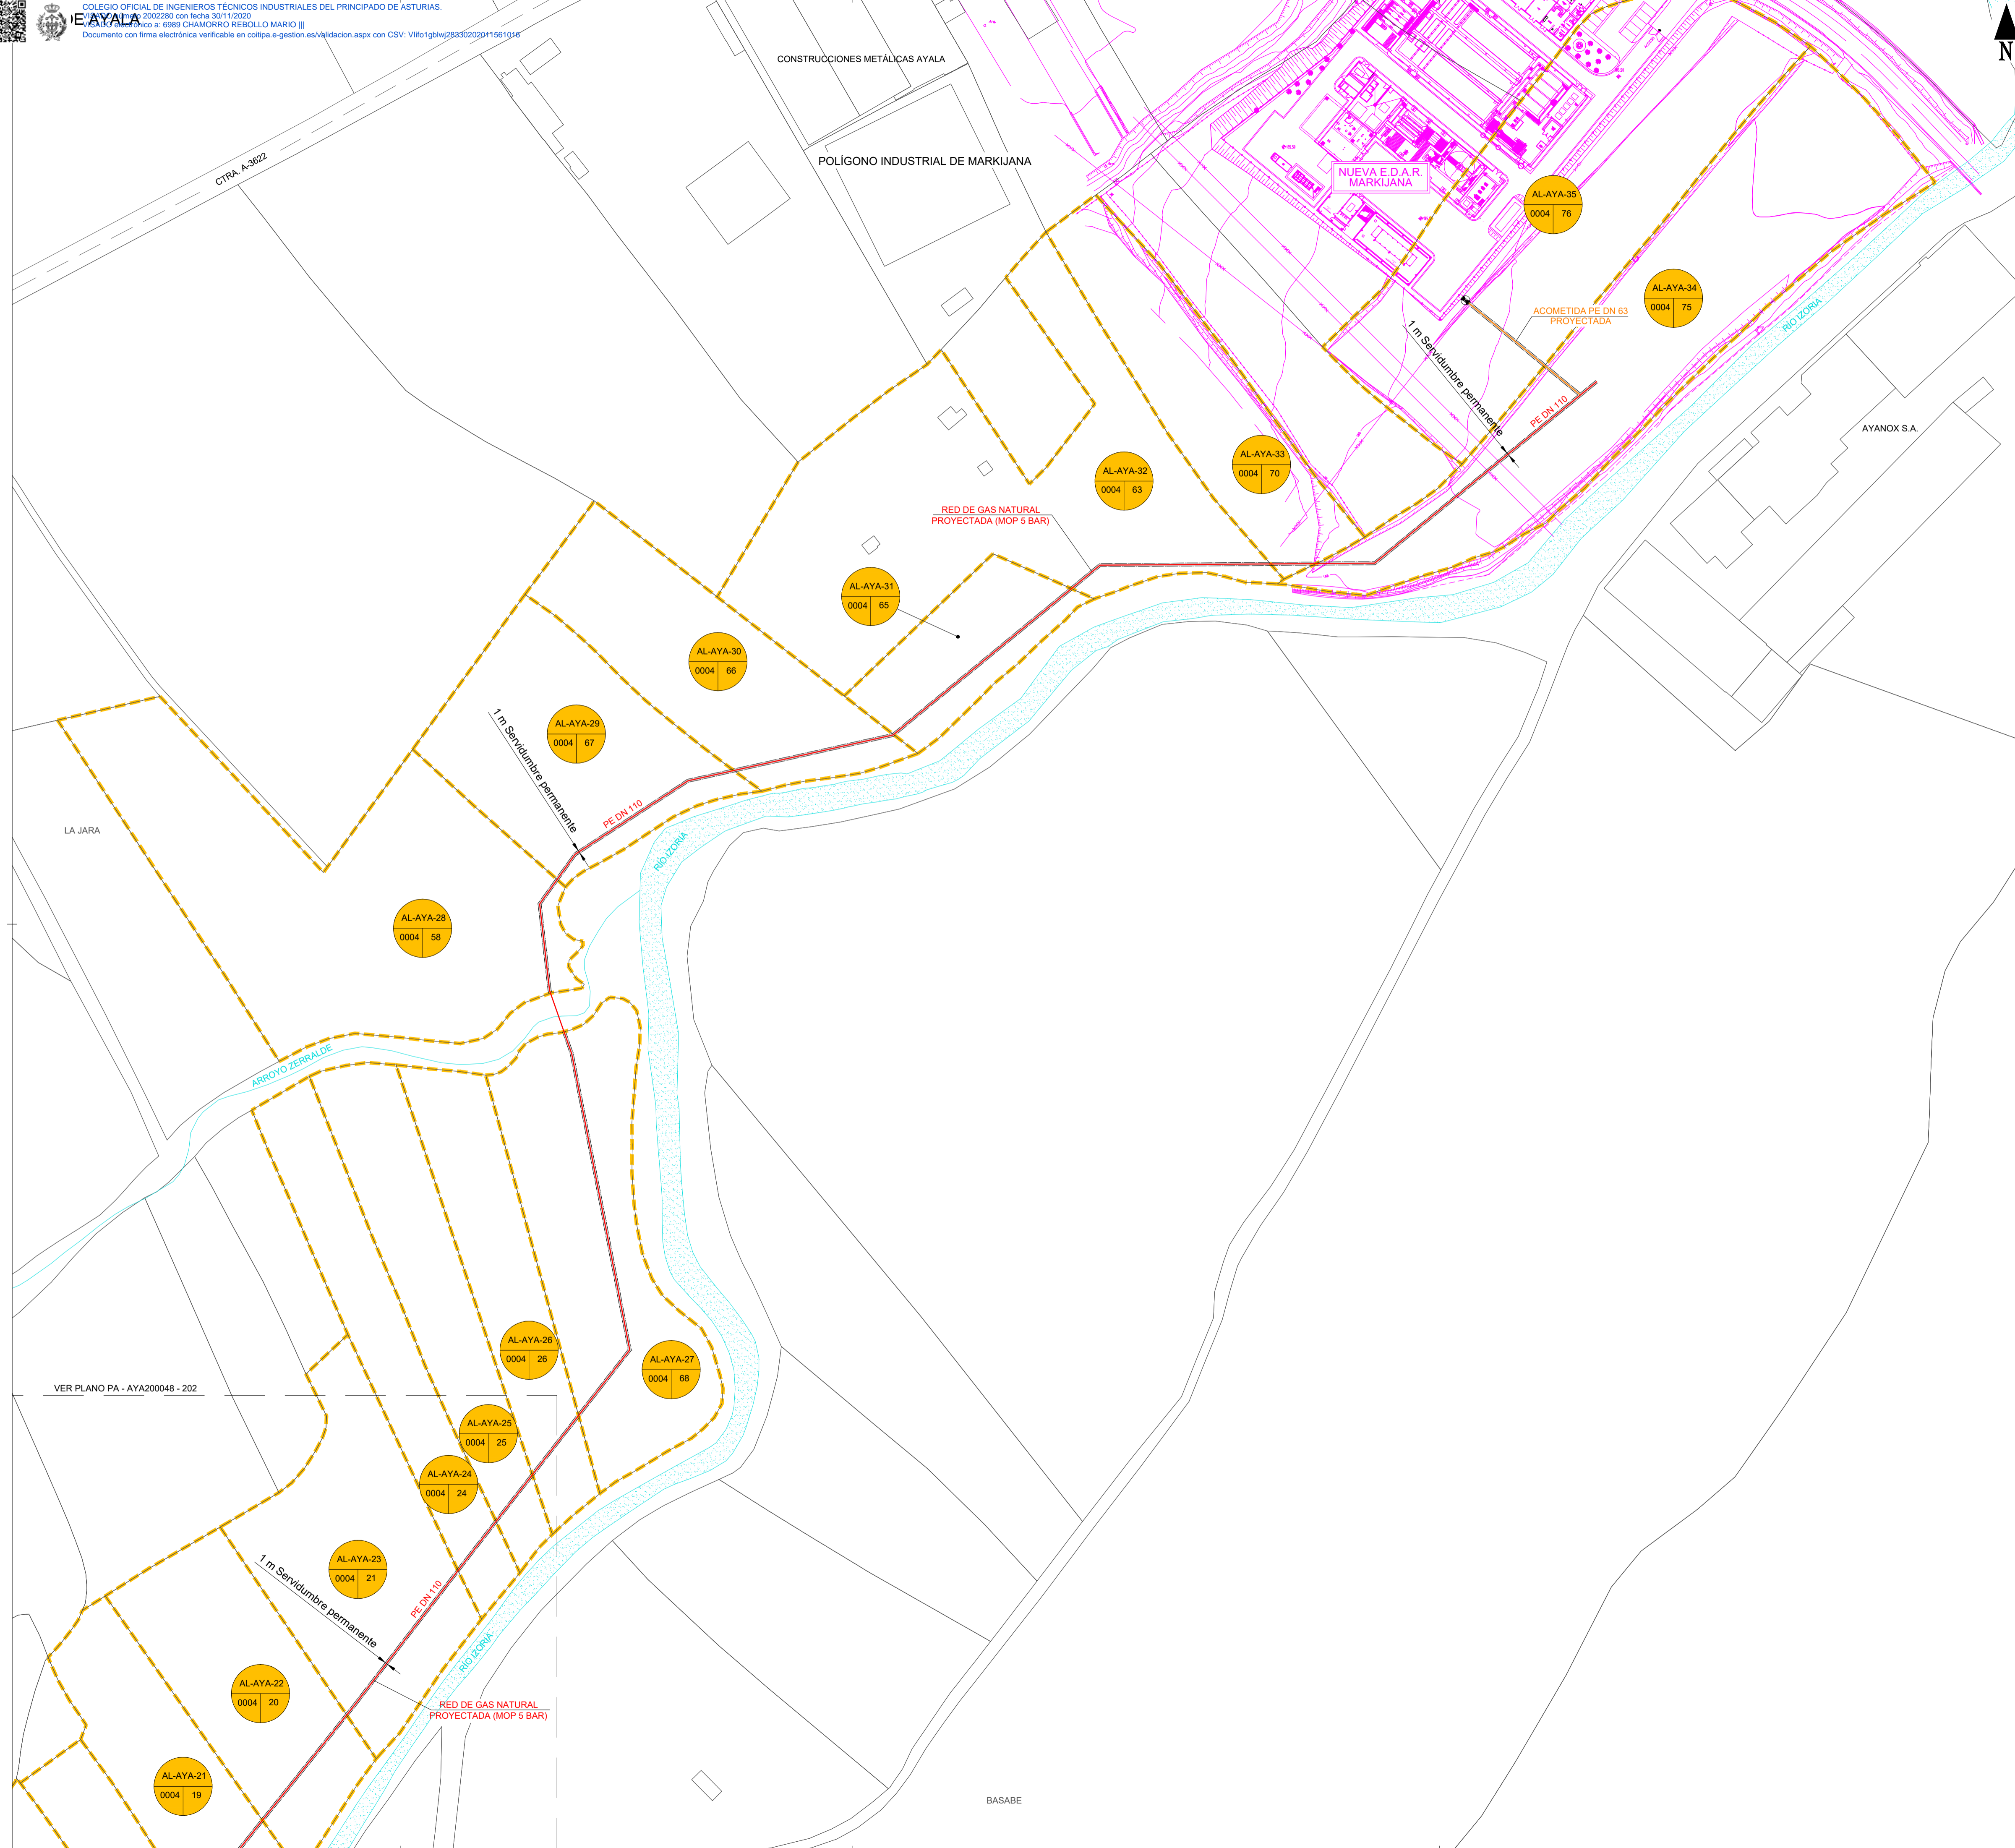 COLEGIO OFICIAL DE INGENIEROS TÉCNICOS INDUSTRIALES DEL PRINCIPADO DE ASTURIAS.
VISADO número 2002280 con fecha 30/11/2020
DE AYALA
VISADO electrónico a: 6989 CHAMORRO REBOLLO MARIO |||
Documento con firma electrónica verificable en coitipa.e-gestion.es/validacion.aspx con CSV:
N
CONSTRUCCIONES METÁLICAS AYALA
CTRA. A-3622
POLÍGONO INDUSTRIAL DE MARKIJANA
NUEVA E.D.A.R.
MARKIJANA
AL-AYA-35
0004 76
AL-AYA-34
0004 75
ACOMETIDA PE DN 63
PROYECTADA
RÍO IZORIA
1 m Servidumbre permanente
PE DN 110
AYANOX S.A.
AL-AYA-33
0004 70
AL-AYA-32
0004 63
RED DE GAS NATURAL
PROYECTADA (MOP 5 BAR)
AL-AYA-31
0004 65
AL-AYA-30
0004 66
AL-AYA-29
0004 67
1 m Servidumbre permanente
PE DN 110
RÍO IZORIA
LA JARA
AL-AYA-28
0004 58
ARROYO ZERRALDE
AL-AYA-26
0004 26
AL-AYA-27
0004 68
VER PLANO PA - AYA200048 - 202
AL-AYA-25
0004 25
AL-AYA-24
0004 24
AL-AYA-23
0004 21
1 m Servidumbre permanente
PE DN 110
RÍO IZORIA
AL-AYA-22
0004 20
RED DE GAS NATURAL
PROYECTADA (MOP 5 BAR)
AL-AYA-21
0004 19
BASABE